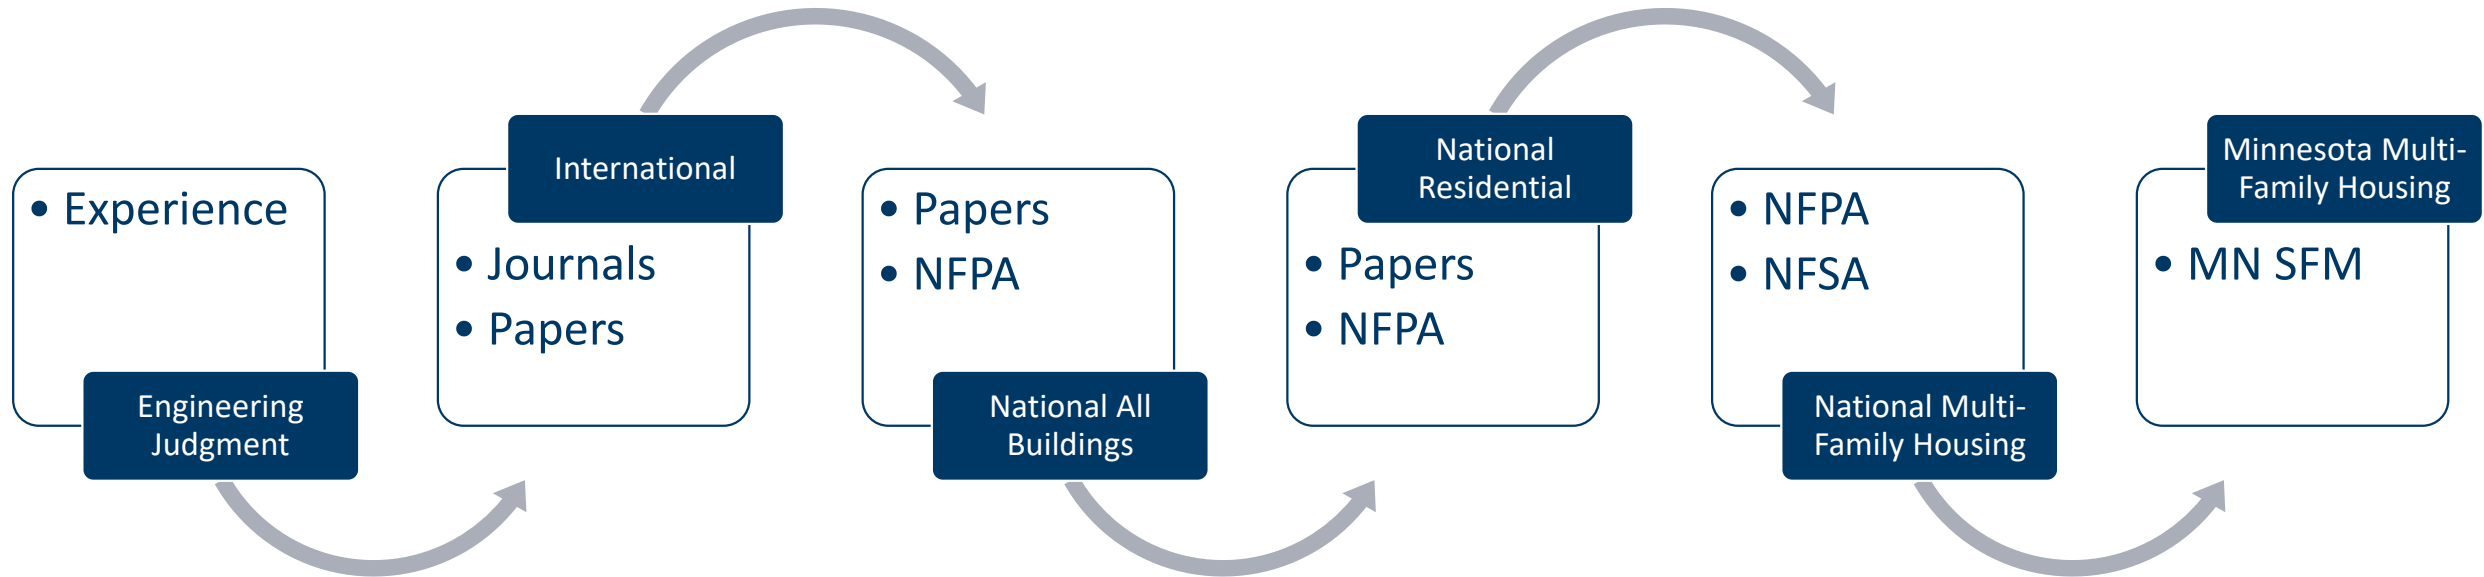 • Experience
Engineering
Judgment
International
• Journals
• Papers
• Papers
• NFPA
National All
Buildings
National
Residential
• Papers
• NFPA
• NFPA
• NFSA
National Multi-
Family Housing
Minnesota Multi-
Family Housing
• MN SFM